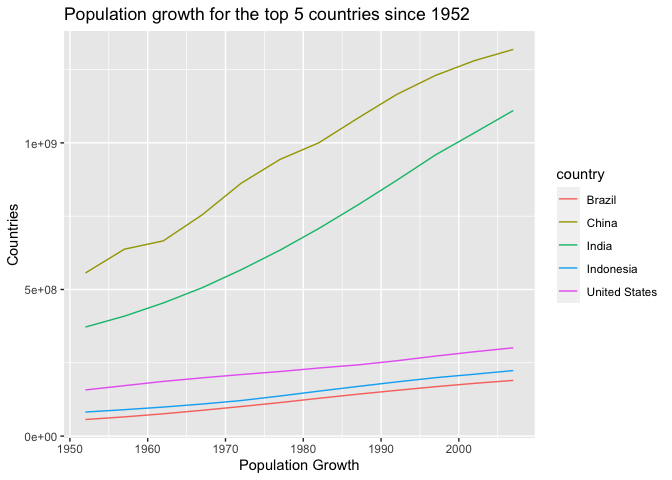 Population growth for the top 5 countries since 1952
Countries
1e+09
5e+08
0e+00
1950 1960 1970 1980 1990 2000
Population Growth
country
Brazil
China
India
Indonesia
United States